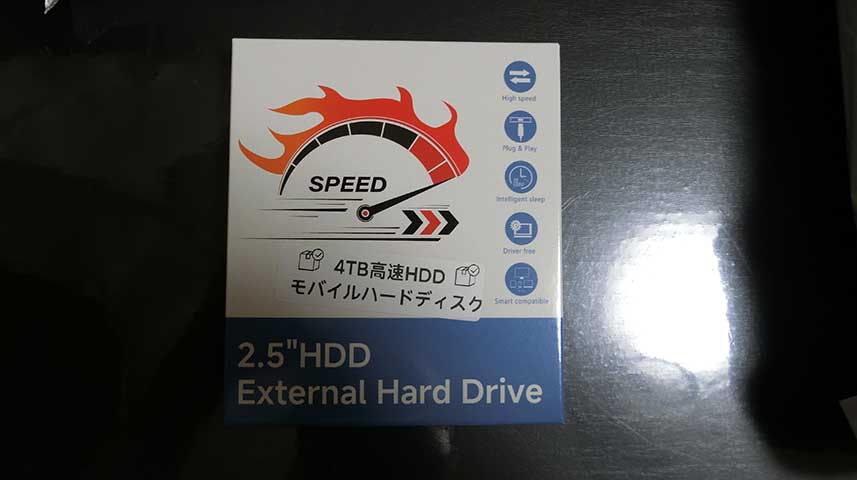 SPEED
High speed
Plug & Play
Intelligent sleep
Driver free
Smart compatible
4TB高速HDD
モバイルハードディスク
2.5"HDD
External Hard Drive